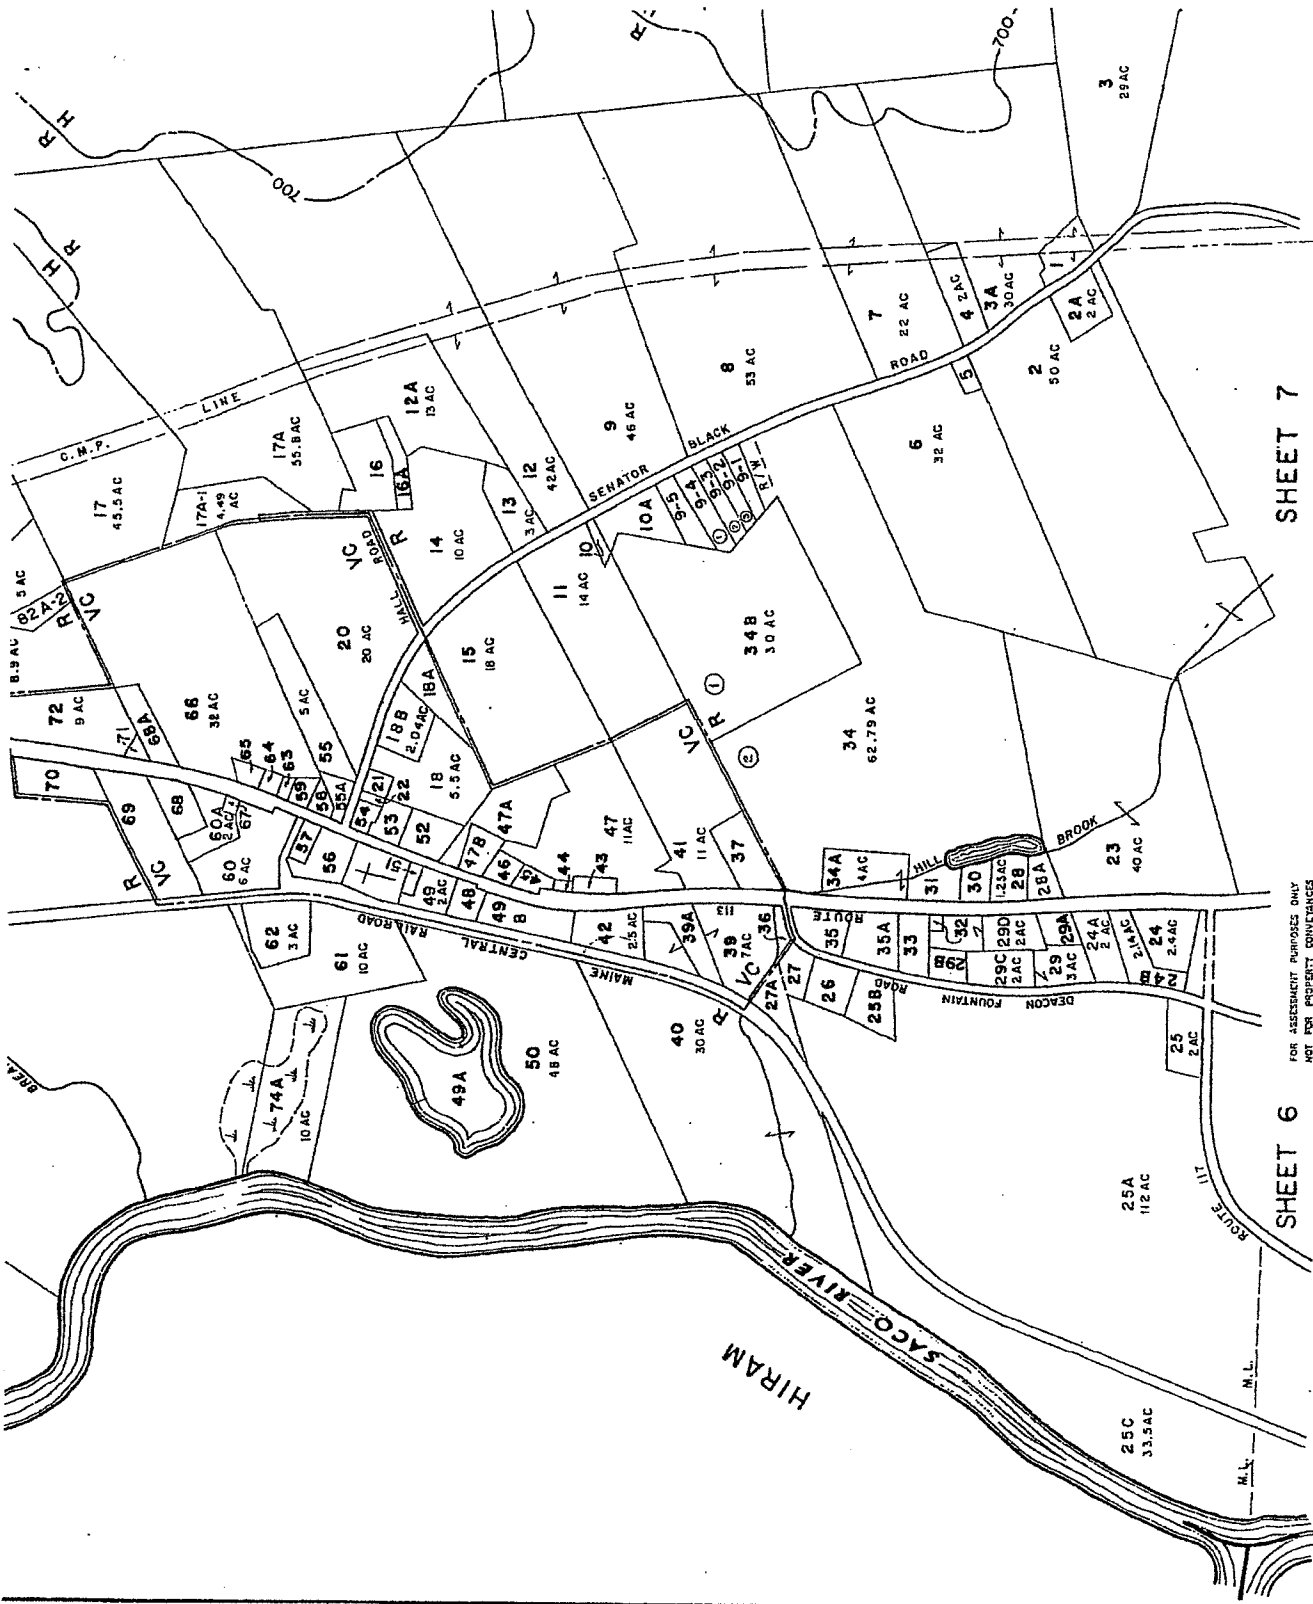 R H
R
700
3
29 AC
700
H R
C.M.P.
LINE
17
45.5 AC
17A
55.8 AC
17A-1
4.49
AC
16
16A
12A
13 AC
12
42 AC
13
3 AC
14
10 AC
9
46 AC
8
53 AC
7
22 AC
4 2 AC
3A
30 AC
1
2A
2 AC
2
50 AC
5
6
32 AC
SENATOR
BLACK
ROAD
10A
9-5
9-4
9-3
9-2
9-1
R/W
1
2
3
10
11
14 AC
5 AC
82A-2
R
VC
8.9 AC
VC
R
HALL
ROAD
20
20 AC
15
18 AC
34B
30 AC
72
9 AC
71
68A
66
32 AC
5 AC
18A
18B
2.04 AC
18
5.5 AC
VC
R
1
2
34
62.79 AC
70
69
68
65
64
63
59
58
55
55A
21
22
54
53
52
47A
47B
46
45
44
43
47
11 AC
41
11 AC
37
60A
2 AC
67
60
6 AC
57
56
51
49
2 AC
48
49
B
42
2.5 AC
39A
39
7 AC
36
113
ROUTE
34A
4 AC
HILL
BROOK
31
30
1.25 AC
28
28A
23
40 AC
R
VC
62
3 AC
61
10 AC
MAINE
CENTRAL
RAILROAD
35
35A
33
32
29B
29D
2 AC
29C
2 AC
29A
29
3 AC
24A
2 AC
2.14 AC
24
2.4 AC
24B
VC
R
27A
27
26
25B
DEACON
FOUNTAIN
ROAD
25
2 AC
40
30 AC
50
48 AC
49A
74A
10 AC
25A
112 AC
ROUTE
117
SACO RIVER
HIRAM
25C
33.5 AC
M.L.
M.L.
SHEET 7
SHEET 6
FOR ASSESSMENT PURPOSES ONLY
NOT FOR PROPERTY CONVEYANCES